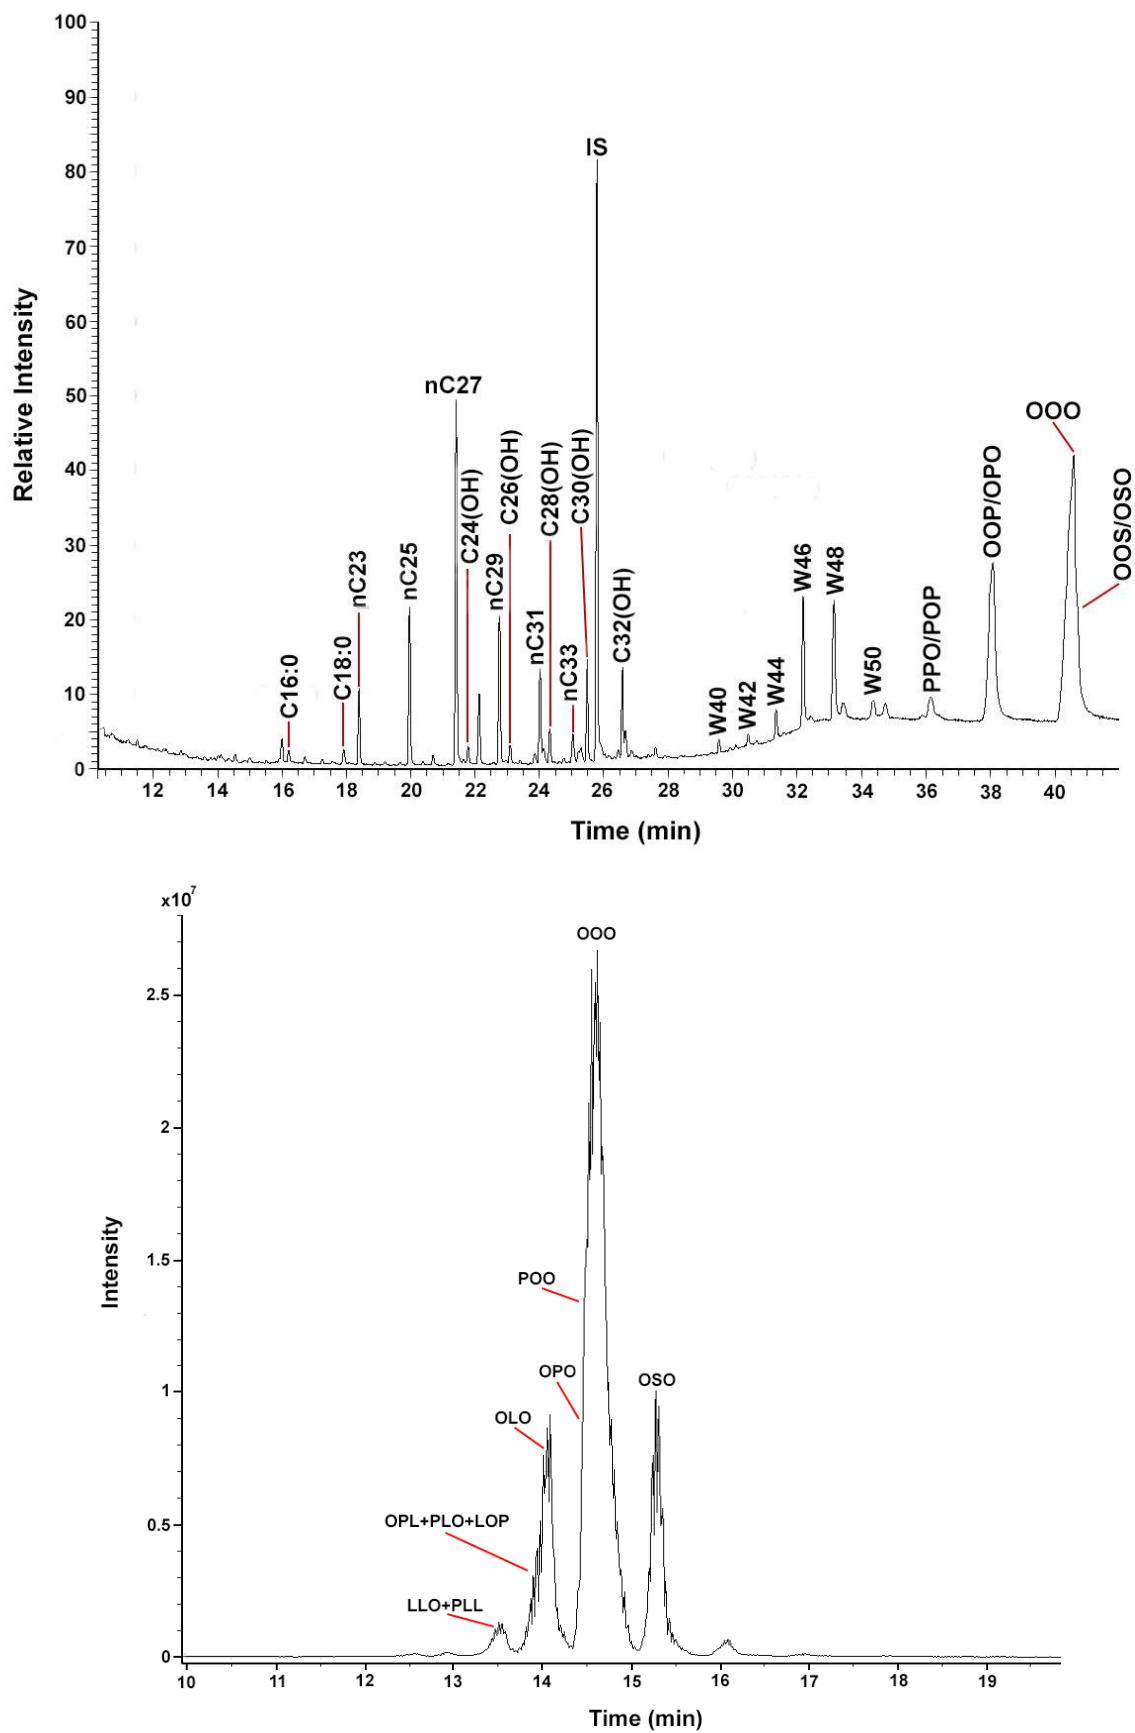 100
90
80
70
60
50
40
30
20
10
0
Relative Intensity
C16:0
C18:0
nC23
nC25
nC27
C24(OH)
nC29
C26(OH)
nC31
C28(OH)
nC33
C30(OH)
IS
C32(OH)
W40
W42
W44
W46
W48
W50
PPO/POP
OOP/OPO
OOO
OOS/OSO
12 14 16 18 20 22 24 26 28 30 32 34 36 38 40
Time (min)
x10^7
2.5
2
1.5
1
0.5
0
Intensity
OOO
POO
OPO
OSO
OLO
OPL+PLO+LOP
LLO+PLL
10 11 12 13 14 15 16 17 18 19
Time (min)